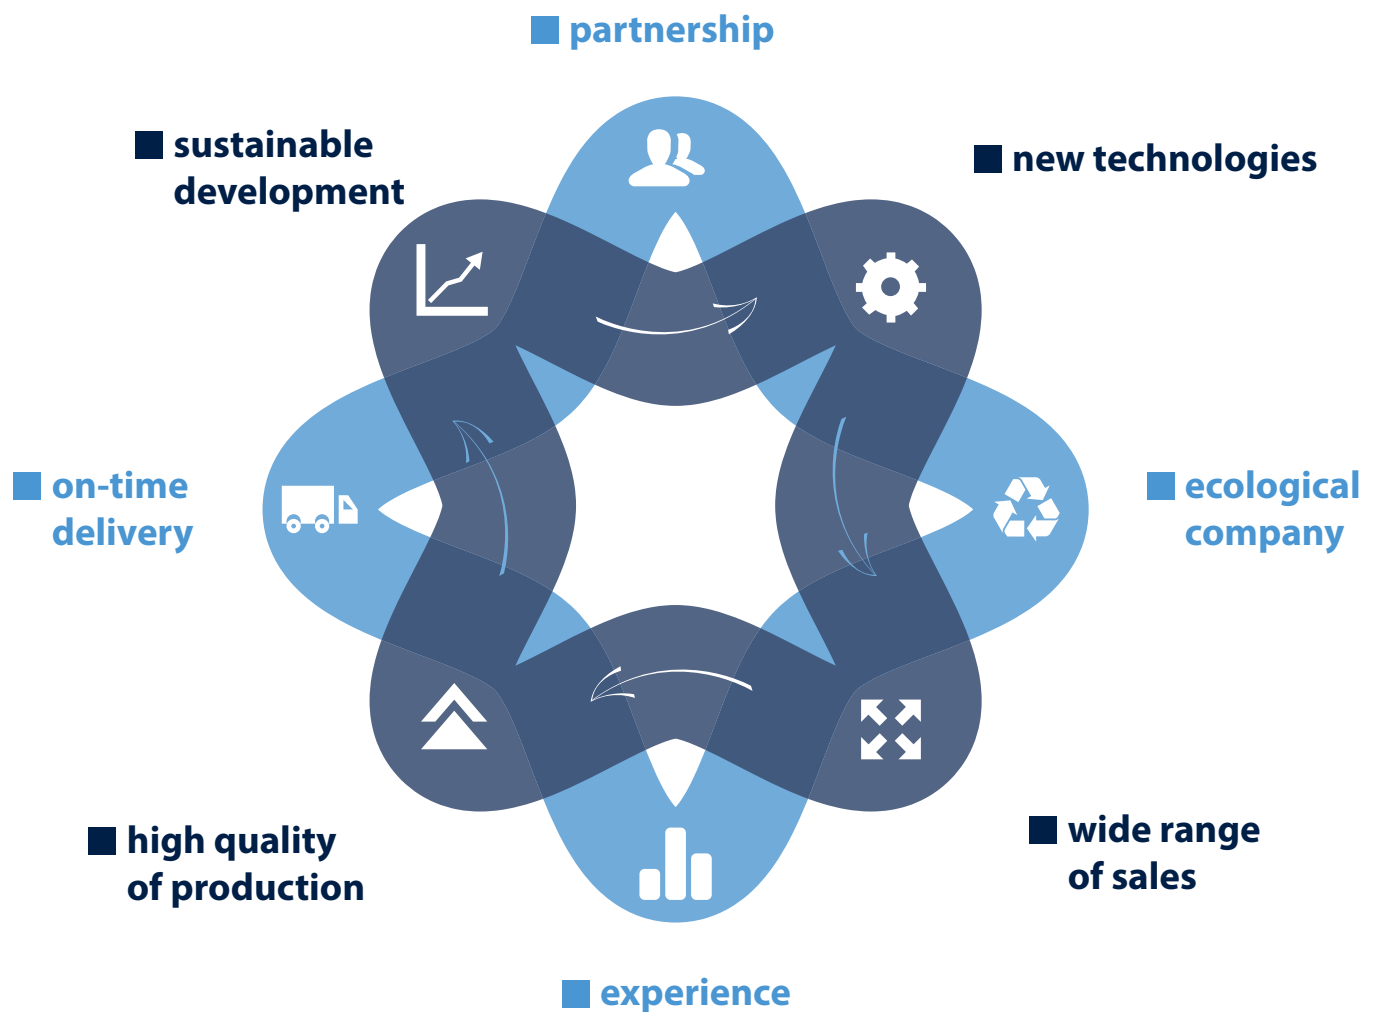 partnership
sustainable
development
new technologies
on-time
delivery
ecological
company
high quality
of production
wide range
of sales
experience